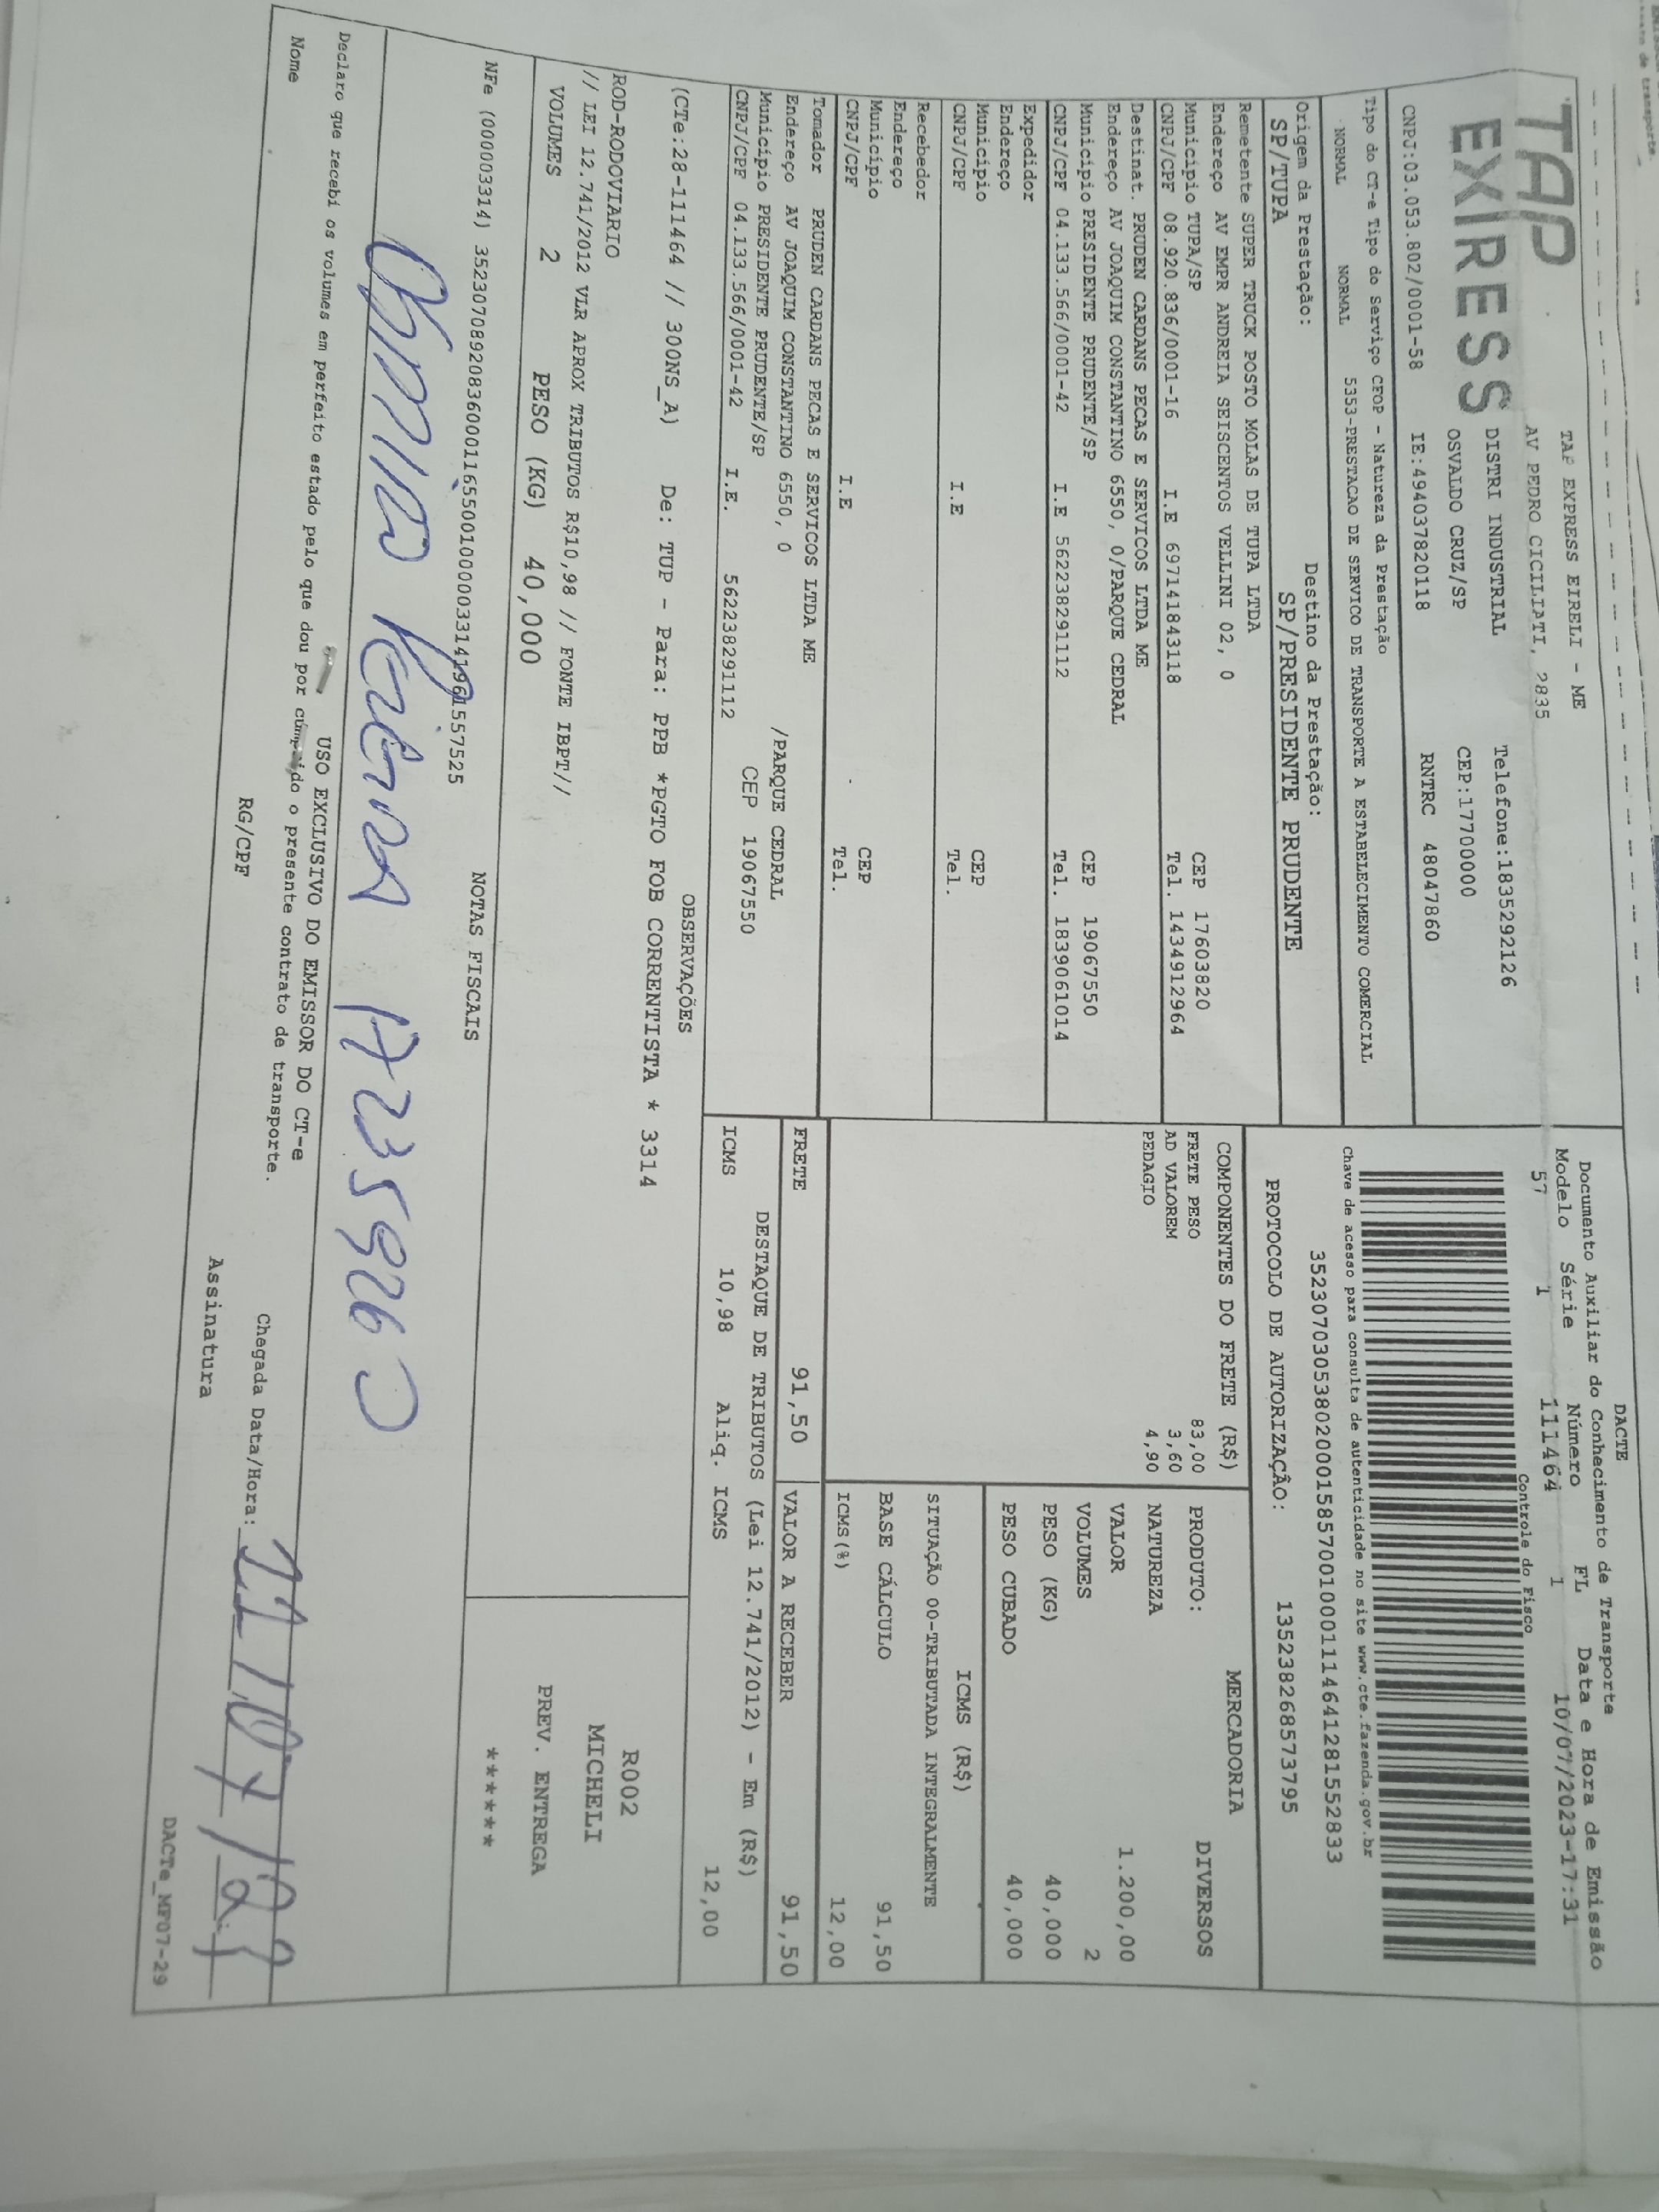 TAP
EXPRESS
TAP EXPRESS EIRELI - ME
AV PEDRO CICILIATI, 2835
DISTRI INDUSTRIAL Telefone:1835292126
OSVALDO CRUZ/SP CEP:17700000
CNPJ:03.053.802/0001-58 IE:494037820118 RNTRC 48047860
DACTE
Documento Auxiliar do Conhecimento de Transporte
Modelo Série Número FL Data e Hora de Emissão
57 1 111464 1 10/07/2023-17:31
Controle do Fisco
Chave de acesso para consulta de autenticidade no site www.cte.fazenda.gov.br
35230703053802000158570010001114641281552833
PROTOCOLO DE AUTORIZAÇÃO: 135238268573795
Tipo do CT-e Tipo do Serviço CFOP - Natureza da Prestação
NORMAL NORMAL 5353-PRESTACAO DE SERVICO DE TRANSPORTE A ESTABELECIMENTO COMERCIAL
Origem da Prestação: Destino da Prestação:
SP/TUPA SP/PRESIDENTE PRUDENTE
Remetente SUPER TRUCK POSTO MOLAS DE TUPA LTDA
Endereço AV EMPR ANDREIA SEISCENTOS VELLINI 02, 0
Municipio TUPA/SP CEP 17603820
CNPJ/CPF 08.920.836/0001-16 I.E 697141843118 Tel. 1434912964
Destinat. PRUDEN CARDANS PECAS E SERVICOS LTDA ME
Endereço AV JOAQUIM CONSTANTINO 6550, 0/PARQUE CEDRAL
Municipio PRESIDENTE PRUDENTE/SP CEP 19067550
CNPJ/CPF 04.133.566/0001-42 I.E 562238291112 Tel. 1839061014
Expedidor
Endereço
Municipio CEP
CNPJ/CPF I.E Tel.
Recebedor
Endereço
Município CEP
CNPJ/CPF I.E Tel.
Tomador PRUDEN CARDANS PECAS E SERVICOS LTDA ME
Endereço AV JOAQUIM CONSTANTINO 6550, 0 /PARQUE CEDRAL
Município PRESIDENTE PRUDENTE/SP CEP 19067550
CNPJ/CPF 04.133.566/0001-42 I.E. 562238291112
COMPONENTES DO FRETE (R$)
FRETE PESO 83,00
AD VALOREM 3,60
PEDAGIO 4,90
MERCADORIA
PRODUTO: DIVERSOS
NATUREZA
VALOR 1.200,00
VOLUMES 2
PESO (KG) 40,000
PESO CUBADO 40,000
ICMS (R$)
SITUAÇÃO 00-TRIBUTADA INTEGRALMENTE
BASE CÁLCULO 91,50
ICMS(%) 12,00
FRETE 91,50 VALOR A RECEBER 91,50
DESTAQUE DE TRIBUTOS (Lei 12.741/2012) - Em (R$)
ICMS 10,98 Aliq. ICMS 12,00
OBSERVAÇÕES
(CTe:28-111464 // 300NS_A) De: TUP - Para: PPB *PGTO FOB CORRENTISTA * 3314
ROD-RODOVIARIO
// LEI 12.741/2012 VLR APROX TRIBUTOS R$10,98 // FONTE IBPT//
VOLUMES 2 PESO (KG) 40,000
R002
MICHELI
PREV. ENTREGA
******
NOTAS FISCAIS
NFe (000003314) 35230708920836000116550010000033141961557525
USO EXCLUSIVO DO EMISSOR DO CT-e
Declaro que recebi os volumes em perfeito estado pelo que dou por cumprido o presente contrato de transporte.
Nome RG/CPF Assinatura Chegada Data/Hora: 11/07/
DACTe_MF07-29